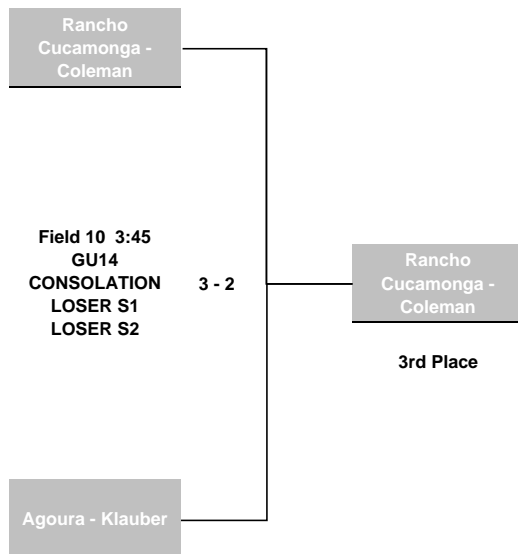 Rancho
Cucamonga -
Coleman
Field 10  3:45
GU14
CONSOLATION
LOSER S1
LOSER S2
3 - 2
Rancho
Cucamonga -
Coleman
3rd Place
Agoura - Klauber